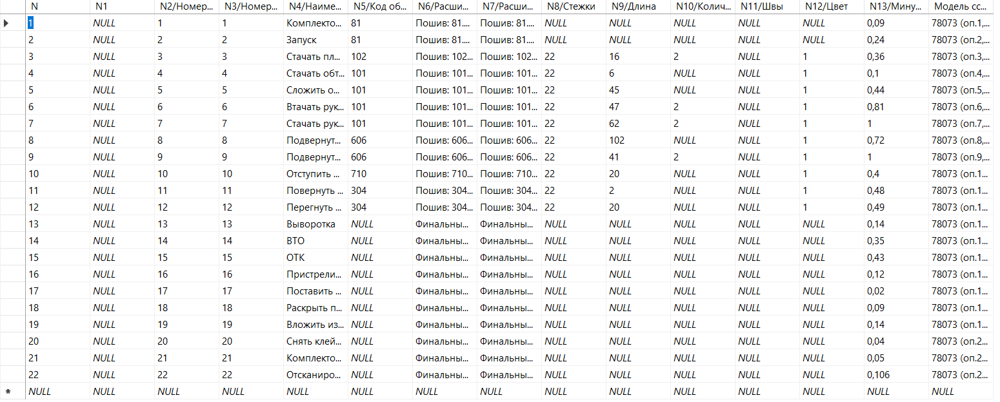 N N1 N2/Номер... N3/Номер... N4/Наиме... N5/Код об... N6/Расши... N7/Расши... N8/Стежки N9/Длина N10/Колич... N11/Швы N12/Цвет N13/Мину... Модель сс...
1 NULL 1 1 Комплекто... 81 Пошив: 81.... Пошив: 81.... NULL NULL NULL NULL NULL 0,09 78073 (оп.1,...
2 NULL 2 2 Запуск 81 Пошив: 81.... Пошив: 81.... NULL NULL NULL NULL NULL 0,24 78073 (оп.2,...
3 NULL 3 3 Стачать пл... 102 Пошив: 102... Пошив: 102... 22 16 2 NULL 1 0,36 78073 (оп.3,...
4 NULL 4 4 Стачать обт... 101 Пошив: 101... Пошив: 101... 22 6 NULL NULL 1 0,1 78073 (оп.4,...
5 NULL 5 5 Сложить о... 101 Пошив: 101... Пошив: 101... 22 45 NULL NULL 1 0,44 78073 (оп.5,...
6 NULL 6 6 Втачать рук... 101 Пошив: 101... Пошив: 101... 22 47 2 NULL 1 0,81 78073 (оп.6,...
7 NULL 7 7 Стачать рук... 101 Пошив: 101... Пошив: 101... 22 62 2 NULL 1 1 78073 (оп.7,...
8 NULL 8 8 Подвернут... 606 Пошив: 606... Пошив: 606... 22 102 NULL NULL 1 0,72 78073 (оп.8,...
9 NULL 9 9 Подвернут... 606 Пошив: 606... Пошив: 606... 22 41 2 NULL 1 1 78073 (оп.9,...
10 NULL 10 10 Отступить ... 710 Пошив: 710... Пошив: 710... 22 20 NULL NULL 1 0,4 78073 (оп.1...
11 NULL 11 11 Повернуть ... 304 Пошив: 304... Пошив: 304... 22 2 NULL NULL 1 0,48 78073 (оп.1...
12 NULL 12 12 Перегнуть ... 304 Пошив: 304... Пошив: 304... 22 20 NULL NULL 1 0,49 78073 (оп.1...
13 NULL 13 13 Выворотка NULL Финальны... Финальны... NULL NULL NULL NULL NULL 0,14 78073 (оп.1...
14 NULL 14 14 ВТО NULL Финальны... Финальны... NULL NULL NULL NULL NULL 0,35 78073 (оп.1...
15 NULL 15 15 ОТК NULL Финальны... Финальны... NULL NULL NULL NULL NULL 0,43 78073 (оп.1...
16 NULL 16 16 Пристрели... NULL Финальны... Финальны... NULL NULL NULL NULL NULL 0,12 78073 (оп.1...
17 NULL 17 17 Поставить ... NULL Финальны... Финальны... NULL NULL NULL NULL NULL 0,02 78073 (оп.1...
18 NULL 18 18 Раскрыть п... NULL Финальны... Финальны... NULL NULL NULL NULL NULL 0,09 78073 (оп.1...
19 NULL 19 19 Вложить из... NULL Финальны... Финальны... NULL NULL NULL NULL NULL 0,14 78073 (оп.1...
20 NULL 20 20 Снять клей... NULL Финальны... Финальны... NULL NULL NULL NULL NULL 0,04 78073 (оп.2...
21 NULL 21 21 Комплекто... NULL Финальны... Финальны... NULL NULL NULL NULL NULL 0,05 78073 (оп.2...
22 NULL 22 22 Отсканиро... NULL Финальны... Финальны... NULL NULL NULL NULL NULL 0,106 78073 (оп.2...
NULL NULL NULL NULL NULL NULL NULL NULL NULL NULL NULL NULL NULL NULL NULL